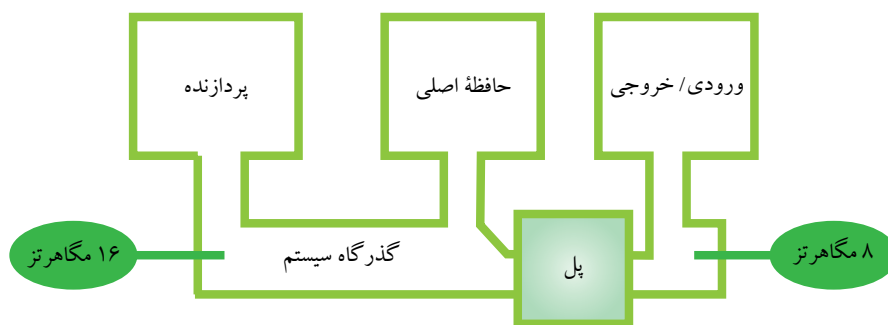 پردازنده
حافظهٔ اصلی
ورودی/ خروجی
۱۶ مگاهرتز
گذرگاه سیستم
پل
۸ مگاهرتز